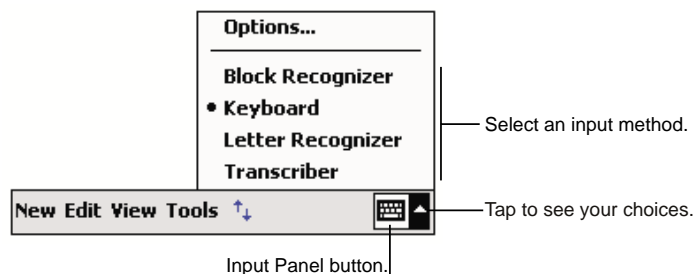 Options...
Block Recognizer
Keyboard
Letter Recognizer
Transcriber
Select an input method.
New Edit View Tools
Tap to see your choices.
Input Panel button.